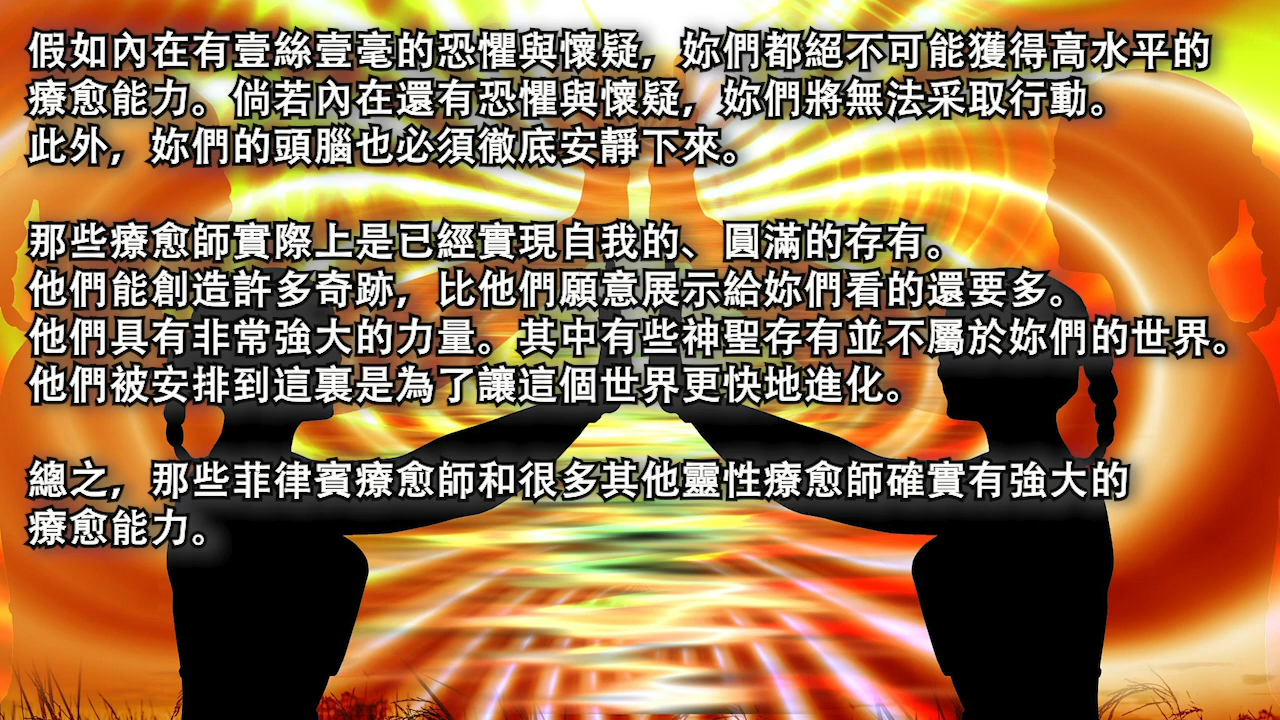 假如內在有壹絲壹毫的恐懼與懷疑，妳們都絕不可能獲得高水平的
療愈能力。倘若內在還有恐懼與懷疑，妳們將無法采取行動。
此外，妳們的頭腦也必須徹底安靜下來。
那些療愈師實際上是已經實現自我的、圓滿的存有。
他們能創造許多奇跡，比他們願意展示給妳們看的還要多。
他們具有非常強大的力量。其中有些神聖存有並不屬於妳們的世界。
他們被安排到這裏是為了讓這個世界更快地進化。
總之，那些菲律賓療愈師和很多其他靈性療愈師確實有強大的
療愈能力。